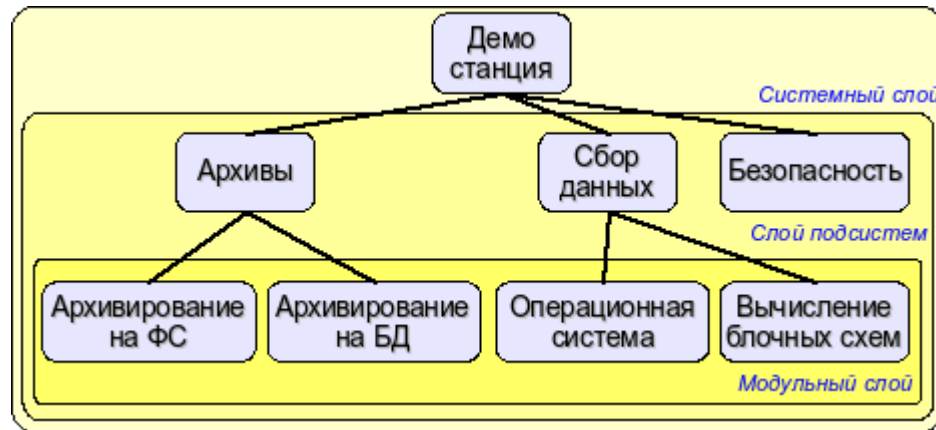 Демо
станция
Системный слой
Архивы
Сбор
данных
Безопасность
Слой подсистем
Архивирование
на ФС
Архивирование
на БД
Операционная
система
Вычисление
блочных схем
Модульный слой